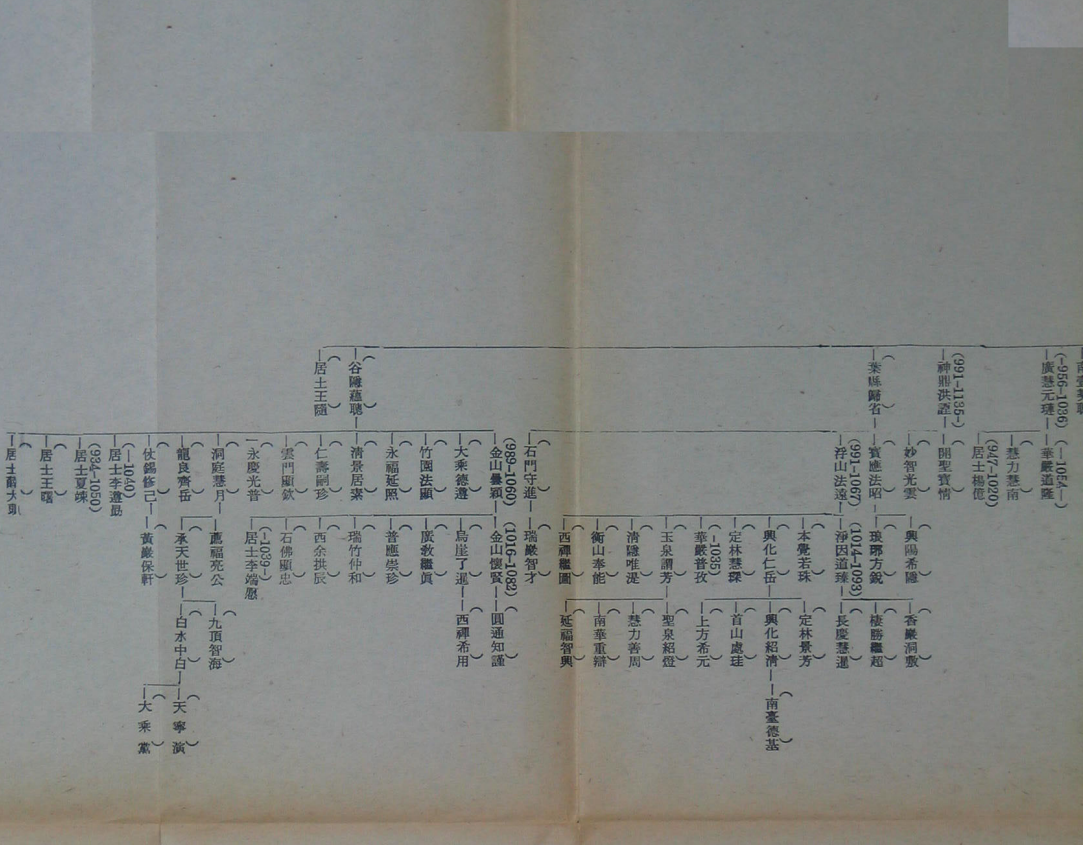 (-956-1036)
廣慧元璉
(991-1135-)
神鼎洪諲
葉縣歸省
谷隱蘊聰
居士王隨
(-1054-)
華嚴道隆
慧力慧南
(947-1020)
居士楊億
開聖寶情
妙智光雲
寶應法昭
(991-1067)
浮山法遠
石門守進
(989-1060)
金山曇穎
大乘德遵
竹園法顯
永福延照
清景居素
仁壽嗣珍
雲門顯欽
永慶光普
洞庭慧月
龍良齊岳
仗錫修己
(-1040)
居士李遵勗
(934-1050)
居士夏竦
居士王曙
興陽希隱
瑯琊方銳
(1014-1093)
淨因道臻
本覺若珠
興化仁岳
定林慧琛
(-1035)
華嚴普孜
玉泉謂芳
清隱唯湜
衡山奉能
西禪繼圖
瑞巖智才
(1016-1082)
金山懷賢
烏崖了暹
廣教繼眞
普應崇珍
瑞竹仲和
西余拱辰
石佛顯忠
(-1039-)
居士李端愿
薦福亮公
承天世珍
黃巖保軒
香嚴洞敷
棲勝繼超
長慶慧暹
定林景芳
興化紹清
首山處珪
上方希元
聖泉紹燈
慧力善周
南華重辯
延福智興
圓通知謹
西禪希用
九頂智海
白水中白
南臺德基
天寧濱
大乘黨